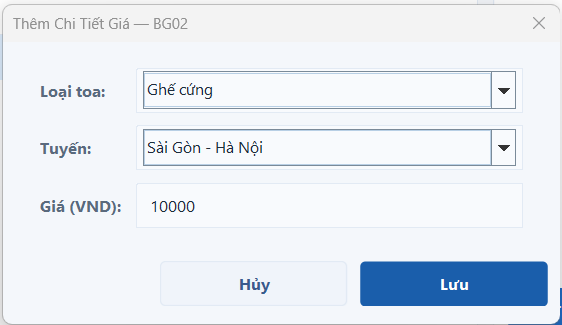 Thêm Chi Tiết Giá — BG02
Loại toa: Ghế cứng
Tuyến: Sài Gòn - Hà Nội
Giá (VND): 10000
Hủy Lưu